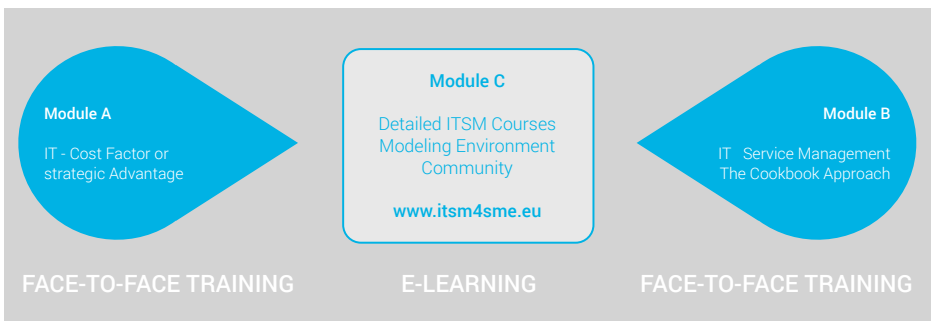 Module A
IT - Cost Factor or
strategic Advantage
FACE-TO-FACE TRAINING
Module C
Detailed ITSM Courses
Modeling Environment
Community
www.itsm4sme.eu
E-LEARNING
Module B
IT Service Management
The Cookbook Approach
FACE-TO-FACE TRAINING